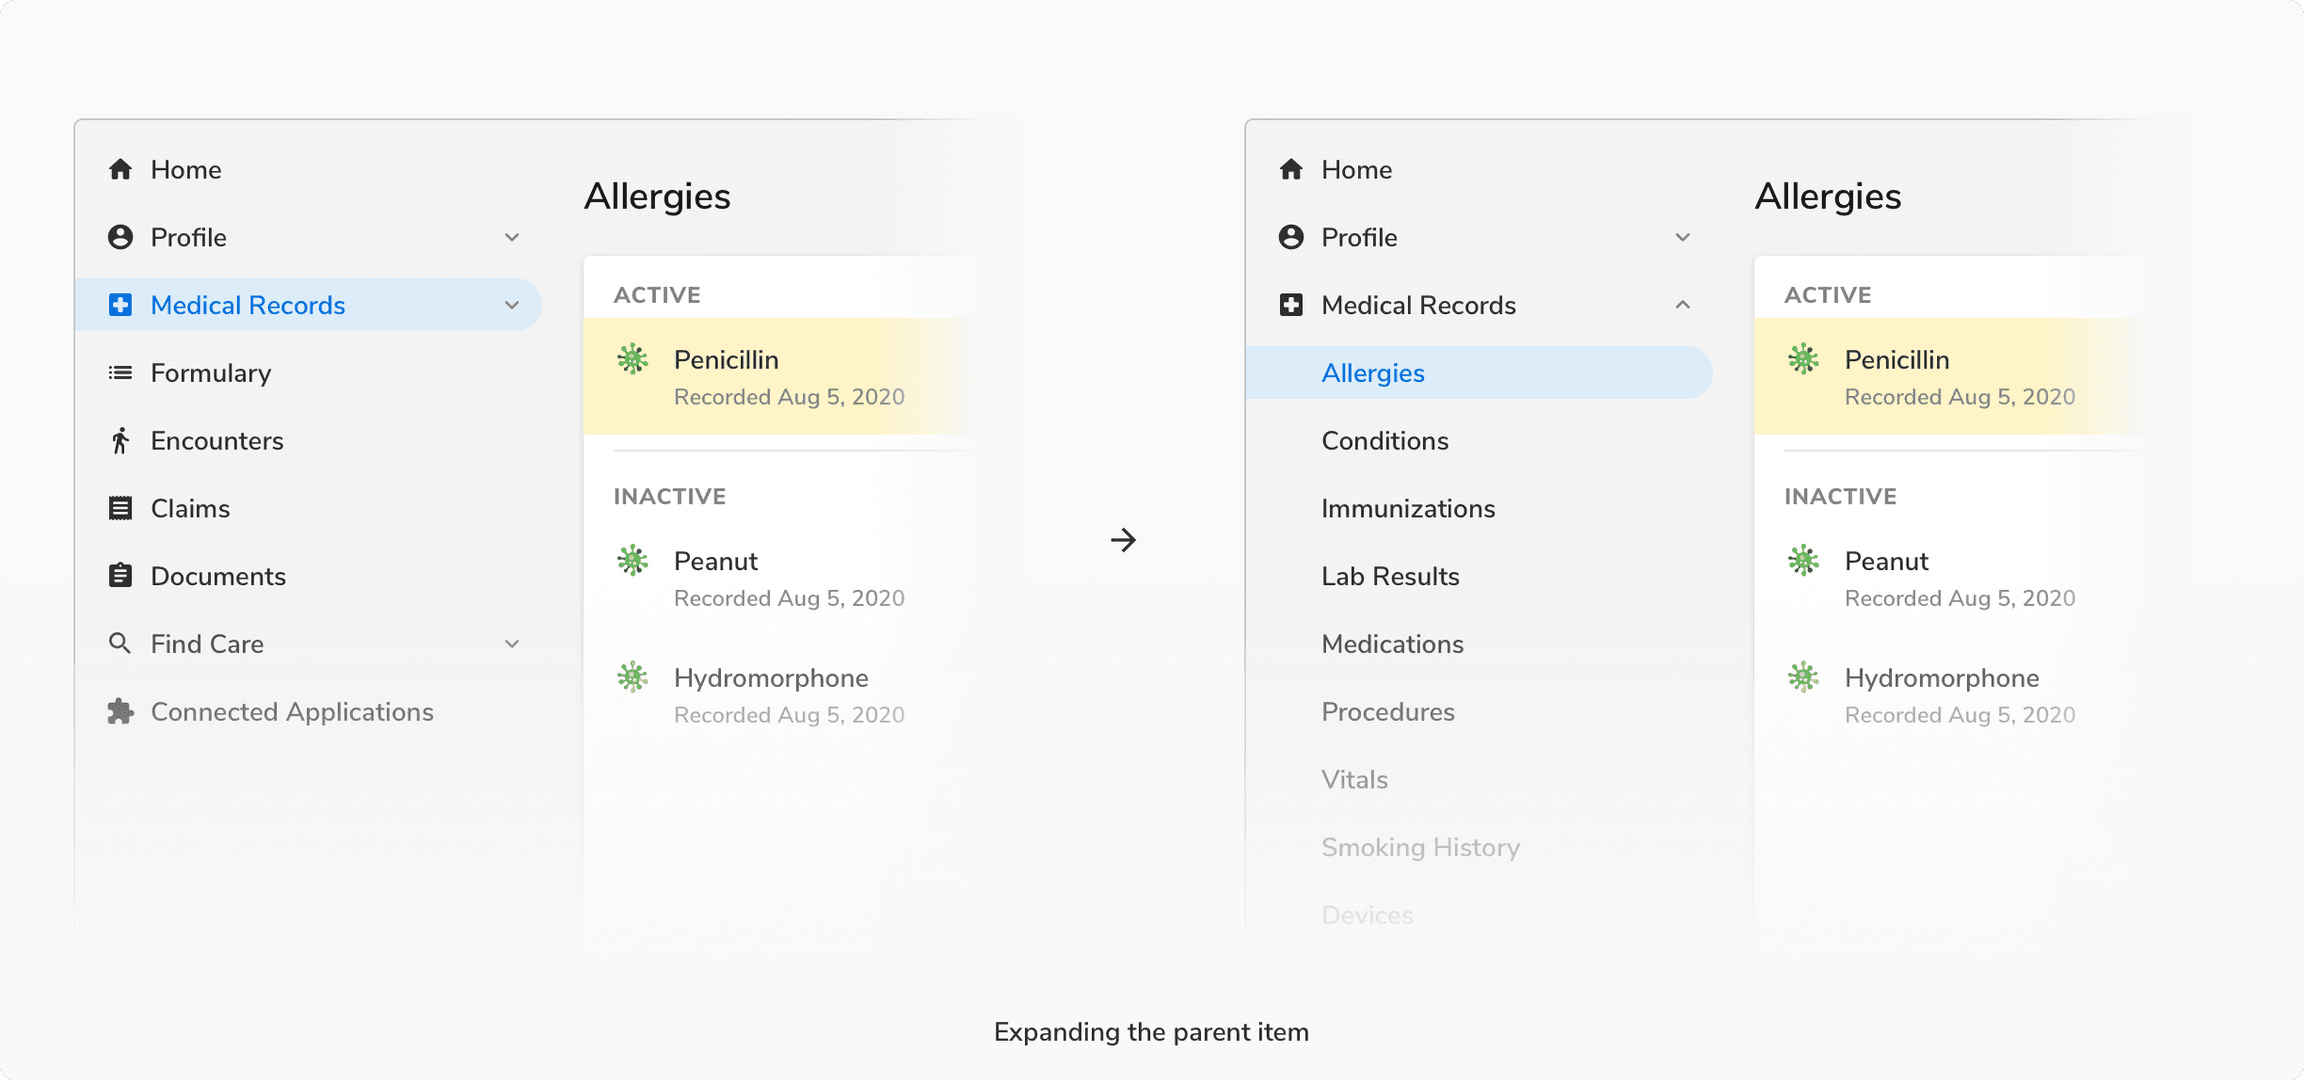 Home
Profile
Medical Records
Formulary
Encounters
Claims
Documents
Find Care
Connected Applications
Allergies
ACTIVE
Penicillin
Recorded Aug 5, 2020
INACTIVE
Peanut
Recorded Aug 5, 2020
Hydromorphone
Recorded Aug 5, 2020
Home
Profile
Medical Records
Allergies
Conditions
Immunizations
Lab Results
Medications
Procedures
Vitals
Smoking History
Devices
Allergies
ACTIVE
Penicillin
Recorded Aug 5, 2020
INACTIVE
Peanut
Recorded Aug 5, 2020
Hydromorphone
Recorded Aug 5, 2020
Expanding the parent item